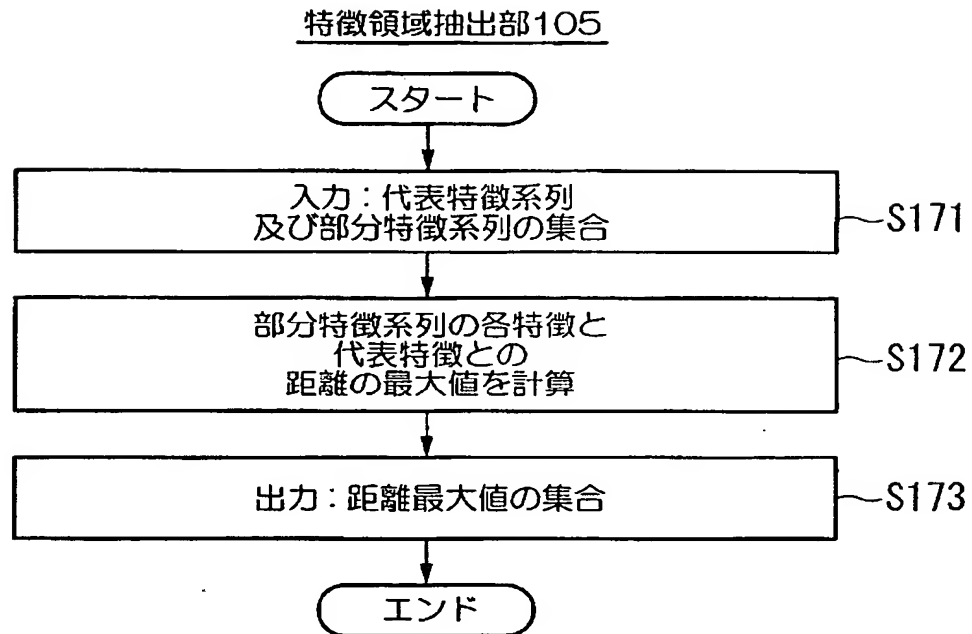 特徴領域抽出部105
スタート
入力：代表特徴系列
及び部分特徴系列の集合
S171
部分特徴系列の各特徴と
代表特徴との
距離の最大値を計算
S172
出力：距離最大値の集合
S173
エンド